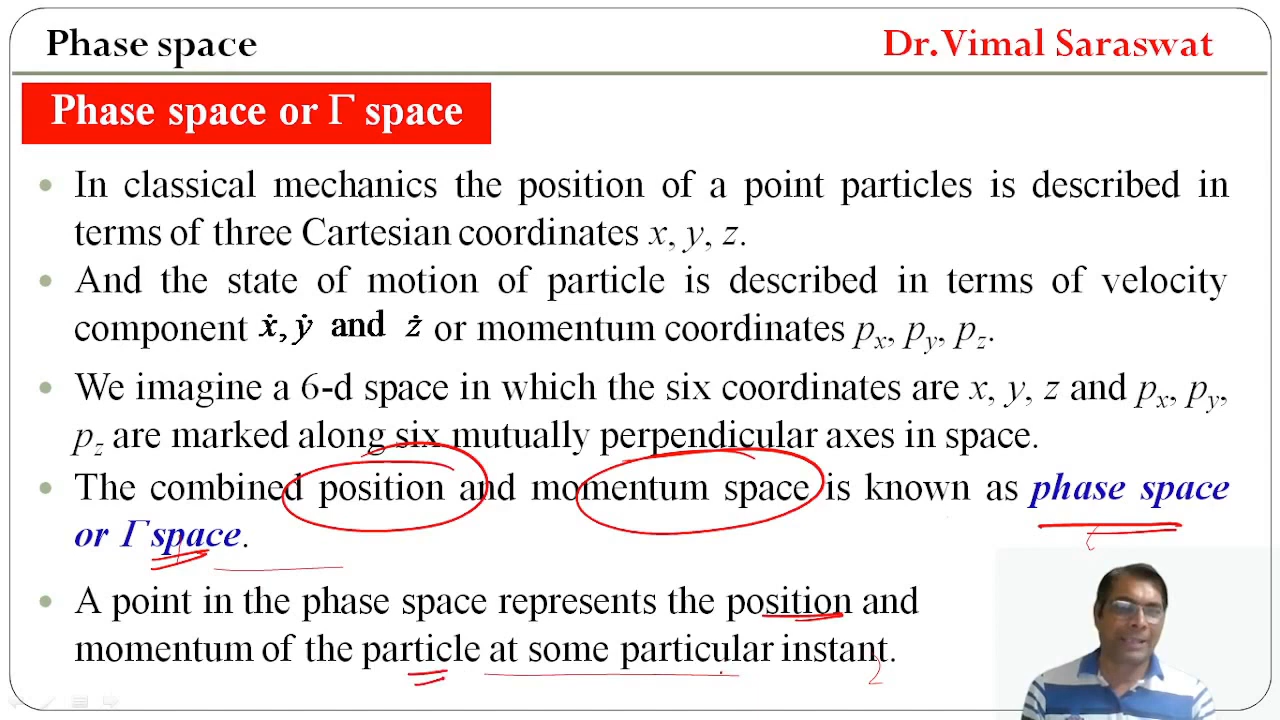 Phase space
Dr.Vimal Saraswat
Phase space or Γ space
• In classical mechanics the position of a point particles is described in
terms of three Cartesian coordinates x, y, z.
• And the state of motion of particle is described in terms of velocity
component ẋ, ẏ and ż or momentum coordinates pₓ, p_y, p_z.
• We imagine a 6-d space in which the six coordinates are x, y, z and pₓ, p_y,
p_z are marked along six mutually perpendicular axes in space.
• The combined position and momentum space is known as phase space
or Γ space.
• A point in the phase space represents the position and
momentum of the particle at some particular instant.